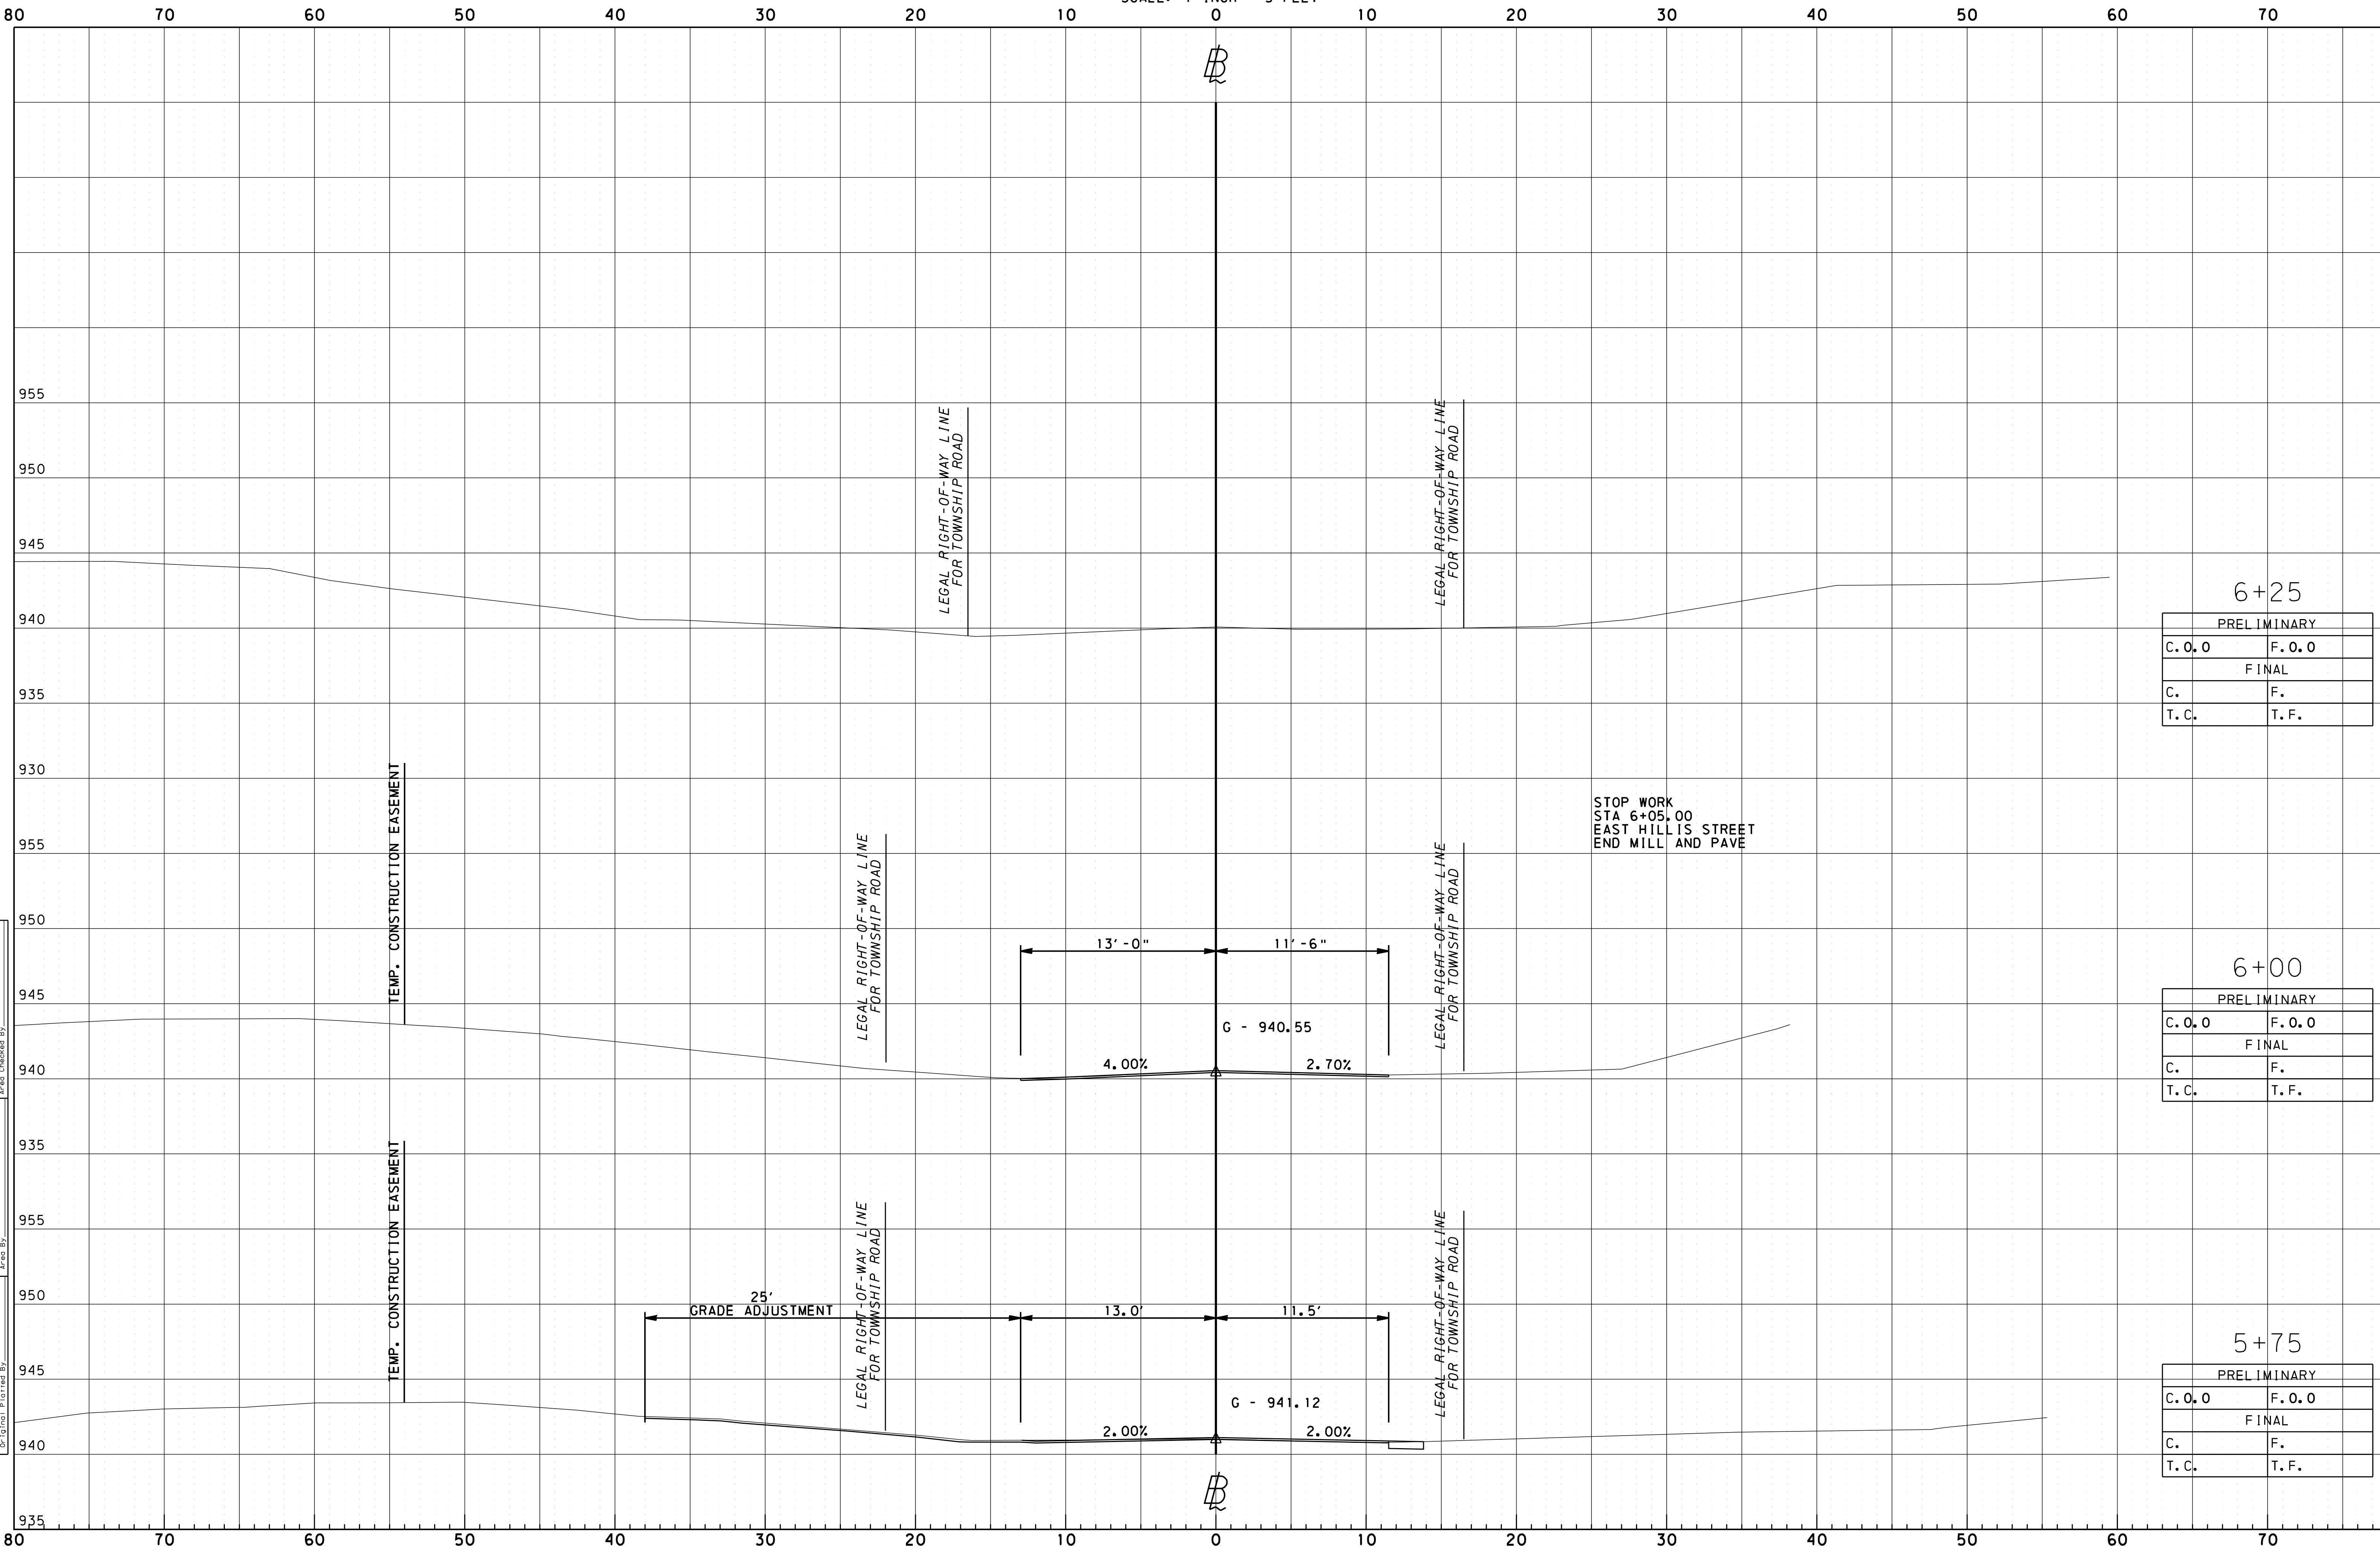 80 70 60 50 40 30 20 10 0 10 20 30 40 50 60 70
B
955
950
945
940
935
930
LEGAL RIGHT-OF-WAY LINE
FOR TOWNSHIP ROAD
LEGAL RIGHT-OF-WAY LINE
FOR TOWNSHIP ROAD
6+25
PRELIMINARY
C.0.0 F.0.0
FINAL
C. F.
T.C. T.F.
955
950
945
940
935
TEMP. CONSTRUCTION EASEMENT
LEGAL RIGHT-OF-WAY LINE
FOR TOWNSHIP ROAD
13'-0" 11'-6"
G - 940.55
4.00% 2.70%
LEGAL RIGHT-OF-WAY LINE
FOR TOWNSHIP ROAD
STOP WORK
STA 6+05.00
EAST HILLIS STREET
END MILL AND PAVE
6+00
PRELIMINARY
C.0.0 F.0.0
FINAL
C. F.
T.C. T.F.
955
950
945
940
935
TEMP. CONSTRUCTION EASEMENT
25'
GRADE ADJUSTMENT
LEGAL RIGHT-OF-WAY LINE
FOR TOWNSHIP ROAD
13.0' 11.5'
G - 941.12
2.00% 2.00%
LEGAL RIGHT-OF-WAY LINE
FOR TOWNSHIP ROAD
5+75
PRELIMINARY
C.0.0 F.0.0
FINAL
C. F.
T.C. T.F.
B
80 70 60 50 40 30 20 10 0 10 20 30 40 50 60 70
Area Checked By
Area By
Original Plotted By